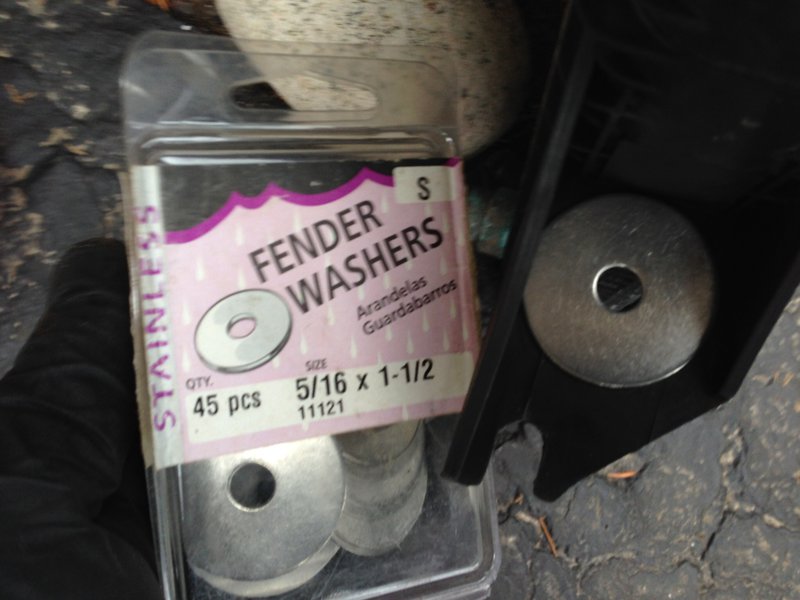 S
FENDER
WASHERS
Arandelas
Guardabarros
STAINLESS
QTY.
45 pcs
SIZE
5/16 x 1-1/2
11121